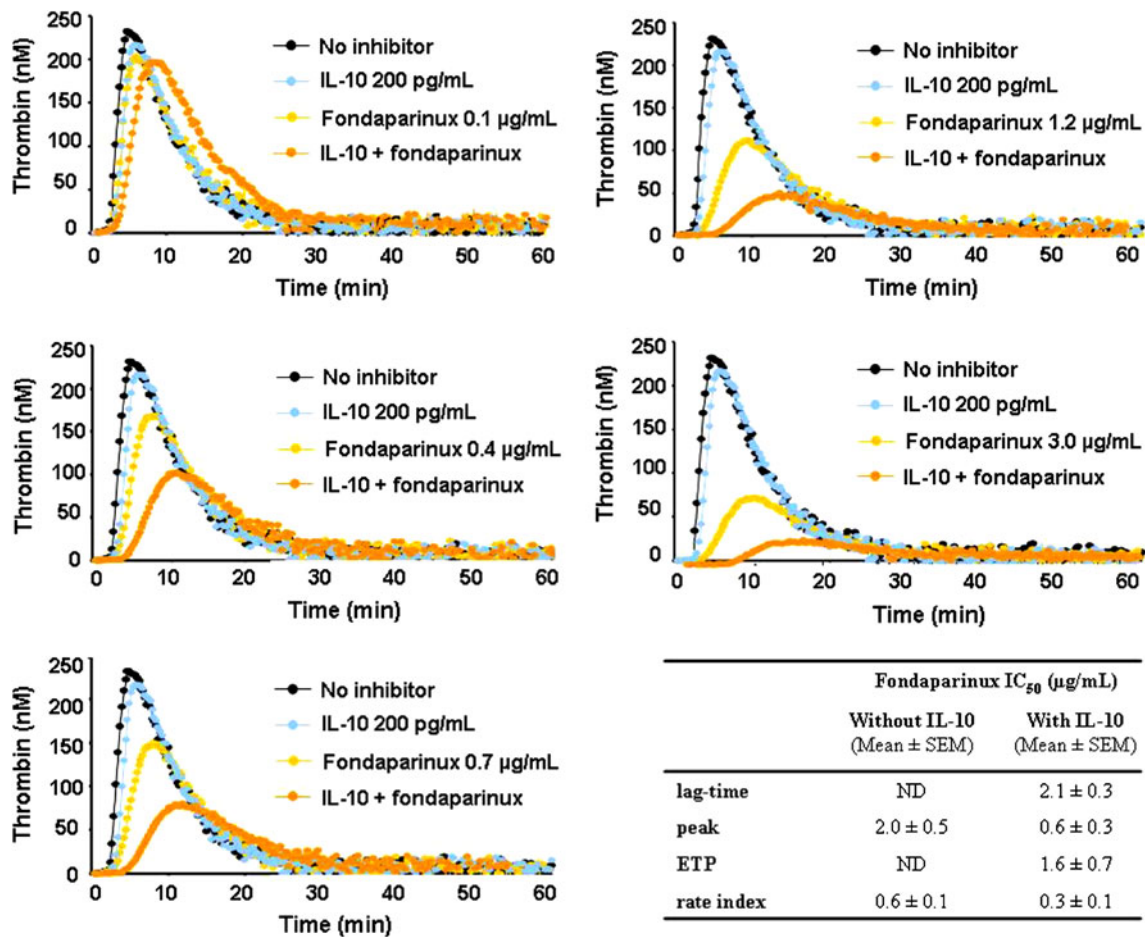 250
200
150
100
50
0
Thrombin (nM)
No inhibitor
IL-10 200 pg/mL
Fondaparinux 0.1 µg/mL
IL-10 + fondaparinux
0 10 20 30 40 50 60
Time (min)
250
200
150
100
50
0
Thrombin (nM)
No inhibitor
IL-10 200 pg/mL
Fondaparinux 1.2 µg/mL
IL-10 + fondaparinux
0 10 20 30 40 50 60
Time (min)
250
200
150
100
50
0
Thrombin (nM)
No inhibitor
IL-10 200 pg/mL
Fondaparinux 0.4 µg/mL
IL-10 + fondaparinux
0 10 20 30 40 50 60
Time (min)
250
200
150
100
50
0
Thrombin (nM)
No inhibitor
IL-10 200 pg/mL
Fondaparinux 3.0 µg/mL
IL-10 + fondaparinux
0 10 20 30 40 50 60
Time (min)
250
200
150
100
50
0
Thrombin (nM)
No inhibitor
IL-10 200 pg/mL
Fondaparinux 0.7 µg/mL
IL-10 + fondaparinux
0 10 20 30 40 50 60
Time (min)
Fondaparinux IC50 (µg/mL)
Without IL-10 With IL-10
(Mean ± SEM) (Mean ± SEM)
lag-time ND 2.1 ± 0.3
peak 2.0 ± 0.5 0.6 ± 0.3
ETP ND 1.6 ± 0.7
rate index 0.6 ± 0.1 0.3 ± 0.1